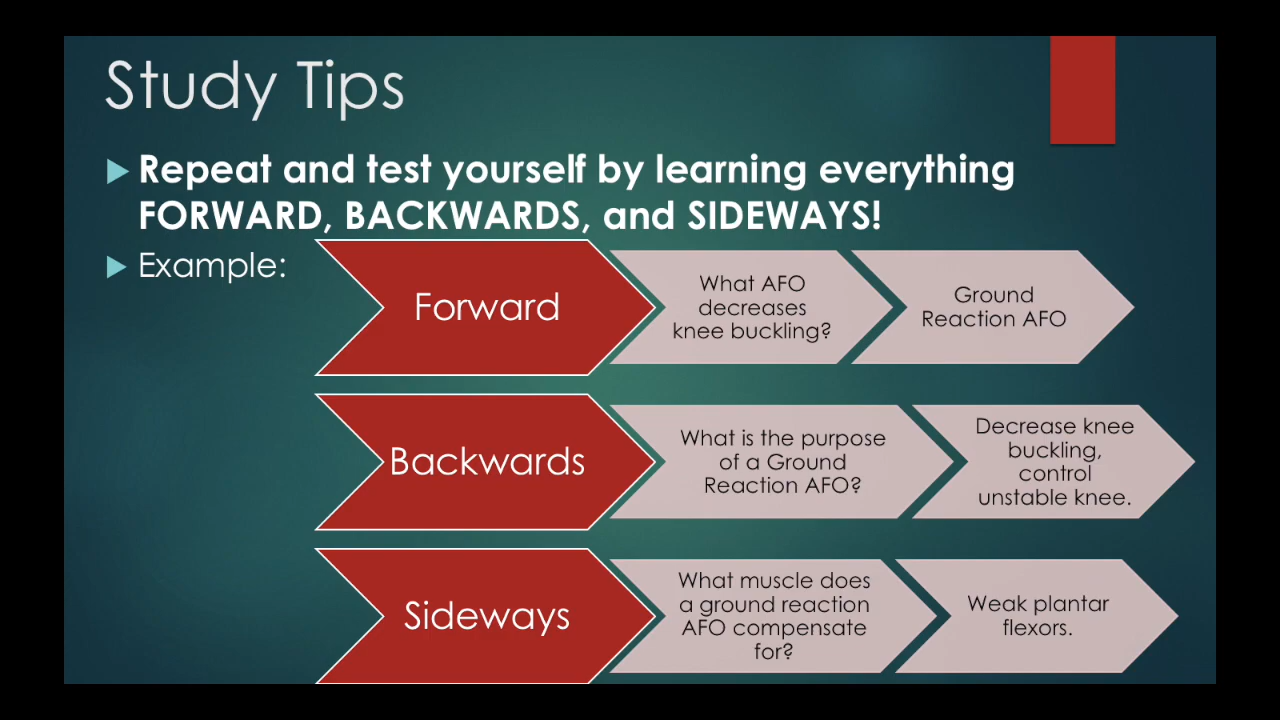 Study Tips
Repeat and test yourself by learning everything
FORWARD, BACKWARDS, and SIDEWAYS!
Example:
Forward
What AFO
decreases
knee buckling?
Ground
Reaction AFO
Backwards
What is the purpose
of a Ground
Reaction AFO?
Decrease knee
buckling,
control
unstable knee.
Sideways
What muscle does
a ground reaction
AFO compensate
for?
Weak plantar
flexors.